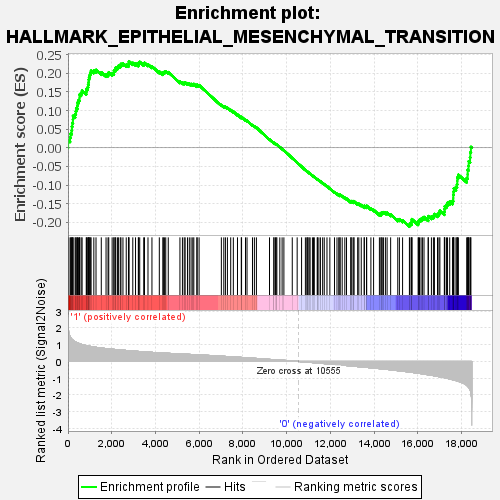 Enrichment plot:
HALLMARK_EPITHELIAL_MESENCHYMAL_TRANSITION
Enrichment score (ES)
0.25
0.20
0.15
0.10
0.05
0.00
-0.05
-0.10
-0.15
-0.20
Ranked list metric (Signal2Noise)
'1' (positively correlated)
3
2
1
0
-1
-2
-3
-4
Zero cross at 10555
'0' (negatively correlated)
0
2,000
4,000
6,000
8,000
10,000
12,000
14,000
16,000
18,000
Rank in Ordered Dataset
Enrichment profile
Hits
Ranking metric scores